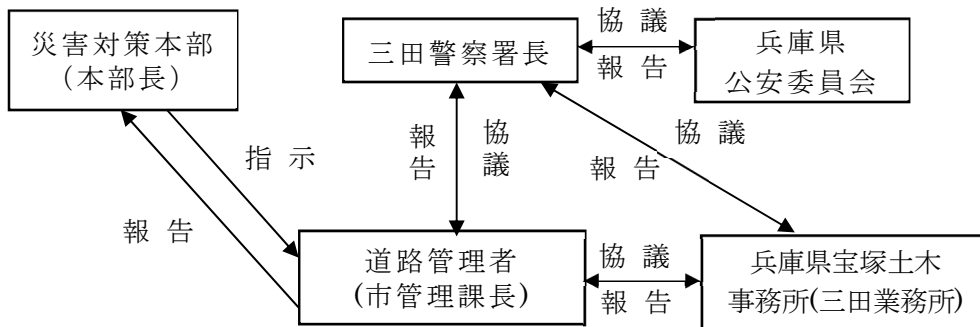 災害対策本部
(本部長)
三田警察署長
協 議
報 告
兵庫県
公安委員会
報告
協議
協 議
報 告
指 示
報 告
道路管理者
(市管理課長)
協 議
報 告
兵庫県宝塚土木
事務所(三田業務所)